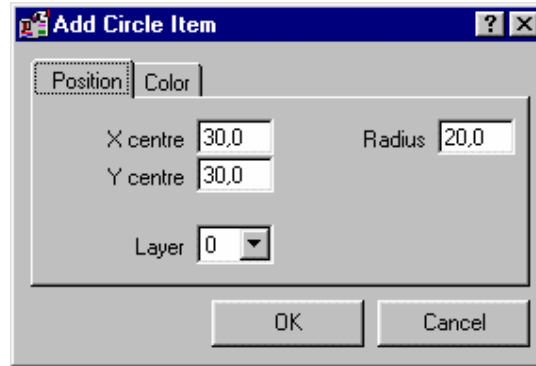 Add Circle Item
Position Color
X centre 30,0 Radius 20,0
Y centre 30,0
Layer 0
OK Cancel